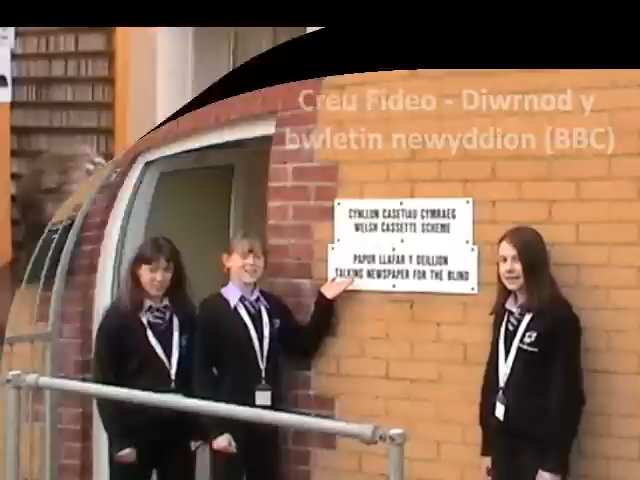 Creu Fideo - Diwrnod y
bwletin newyddion (BBC)
CYNLLUN CASETIAU CYMRAEG
WELSH CASSETTE SCHEME
PAPUR LLAFAR Y DEILLION
TALKING NEWSPAPER FOR THE BLIND